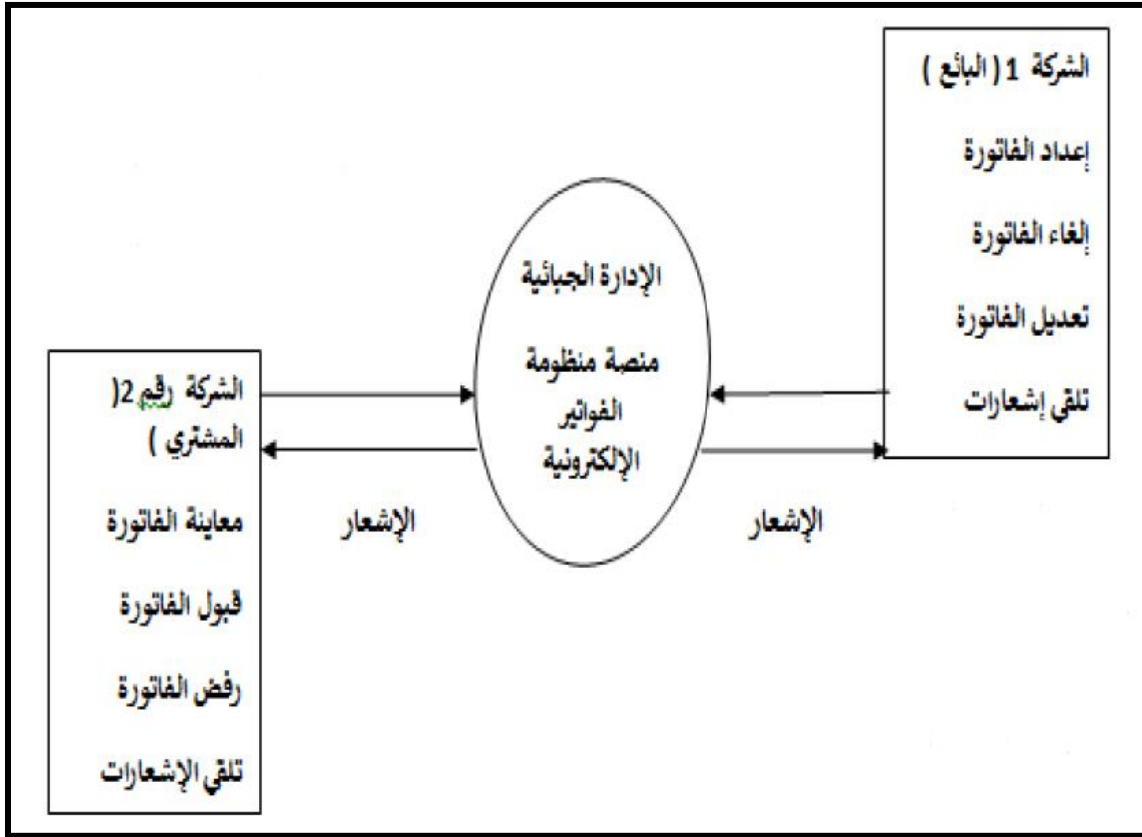 الشركة 1 ( البائع )
إعداد الفاتورة
إلغاء الفاتورة
تعديل الفاتورة
تلقي إشعارات
الإدارة الجبائية
منصة منظومة
الفواتير
الإلكترونية
الإشعار
الإشعار
الشركة رقم 2(
المشتري )
معاينة الفاتورة
قبول الفاتورة
رفض الفاتورة
تلقي الإشعارات